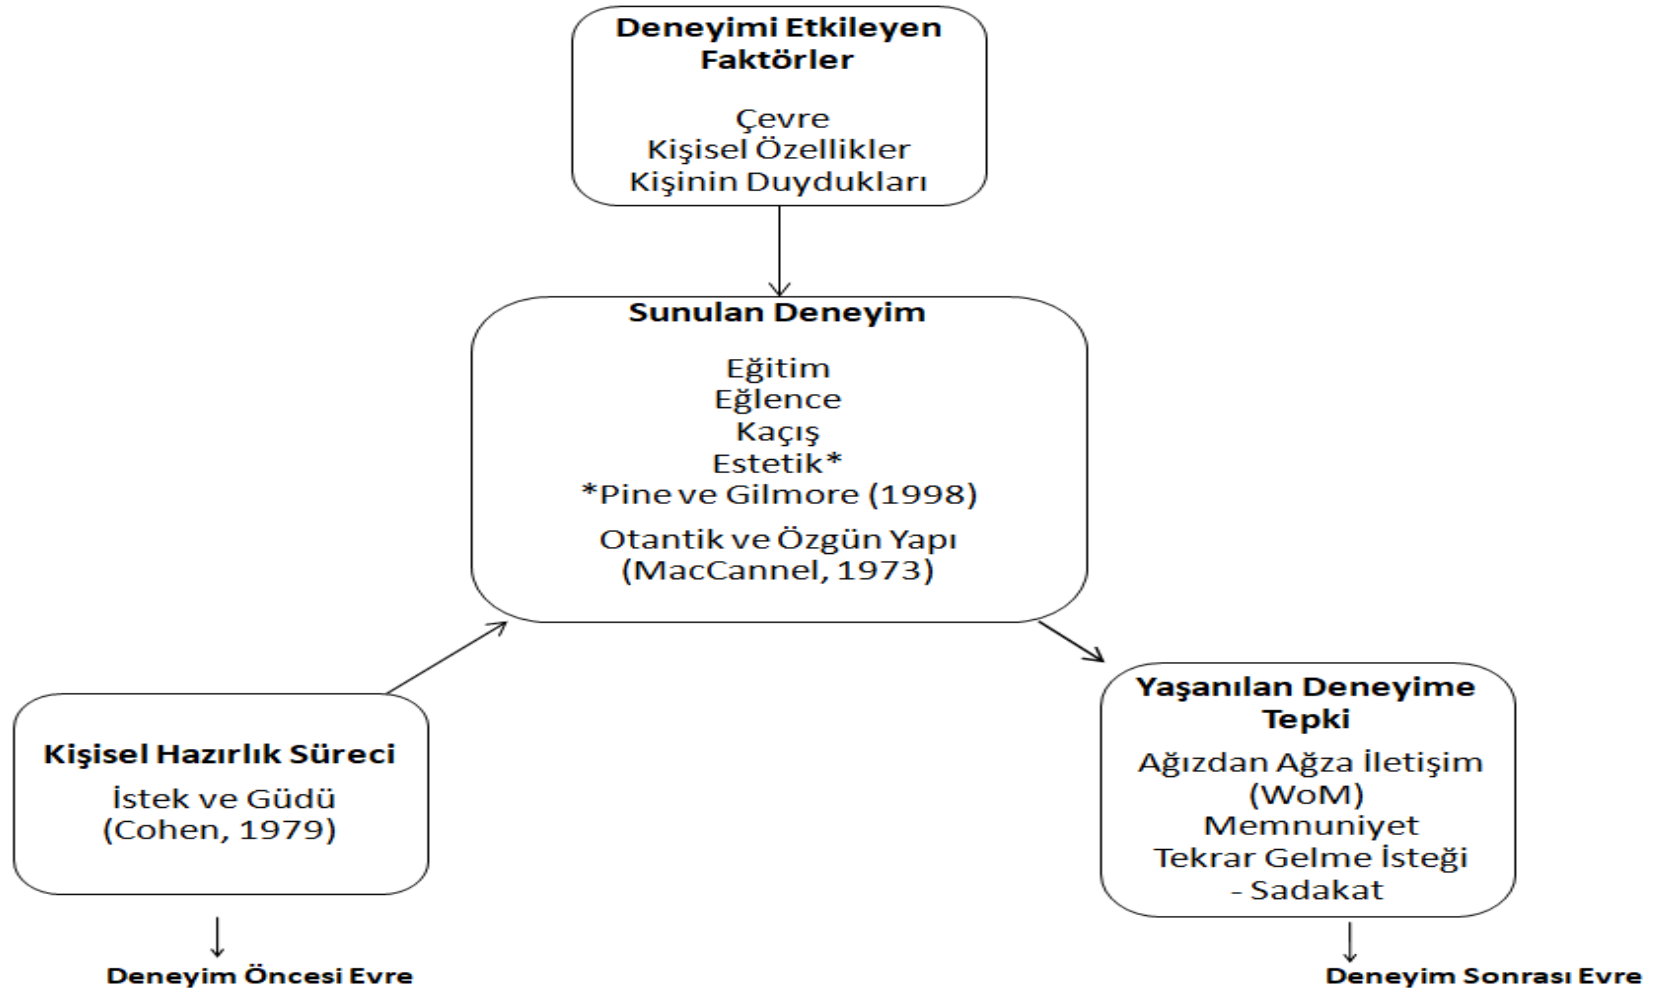 Deneyimi Etkileyen
Faktörler
Çevre
Kişisel Özellikler
Kişinin Duydukları
Sunulan Deneyim
Eğitim
Eğlence
Kaçış
Estetik*
*Pine ve Gilmore (1998)
Otantik ve Özgün Yapı
(MacCannel, 1973)
Kişisel Hazırlık Süreci
İstek ve Güdü
(Cohen, 1979)
Deneyim Öncesi Evre
Yaşanılan Deneyime
Tepki
Ağızdan Ağza İletişim
(WoM)
Memnuniyet
Tekrar Gelme İsteği
- Sadakat
Deneyim Sonrası Evre